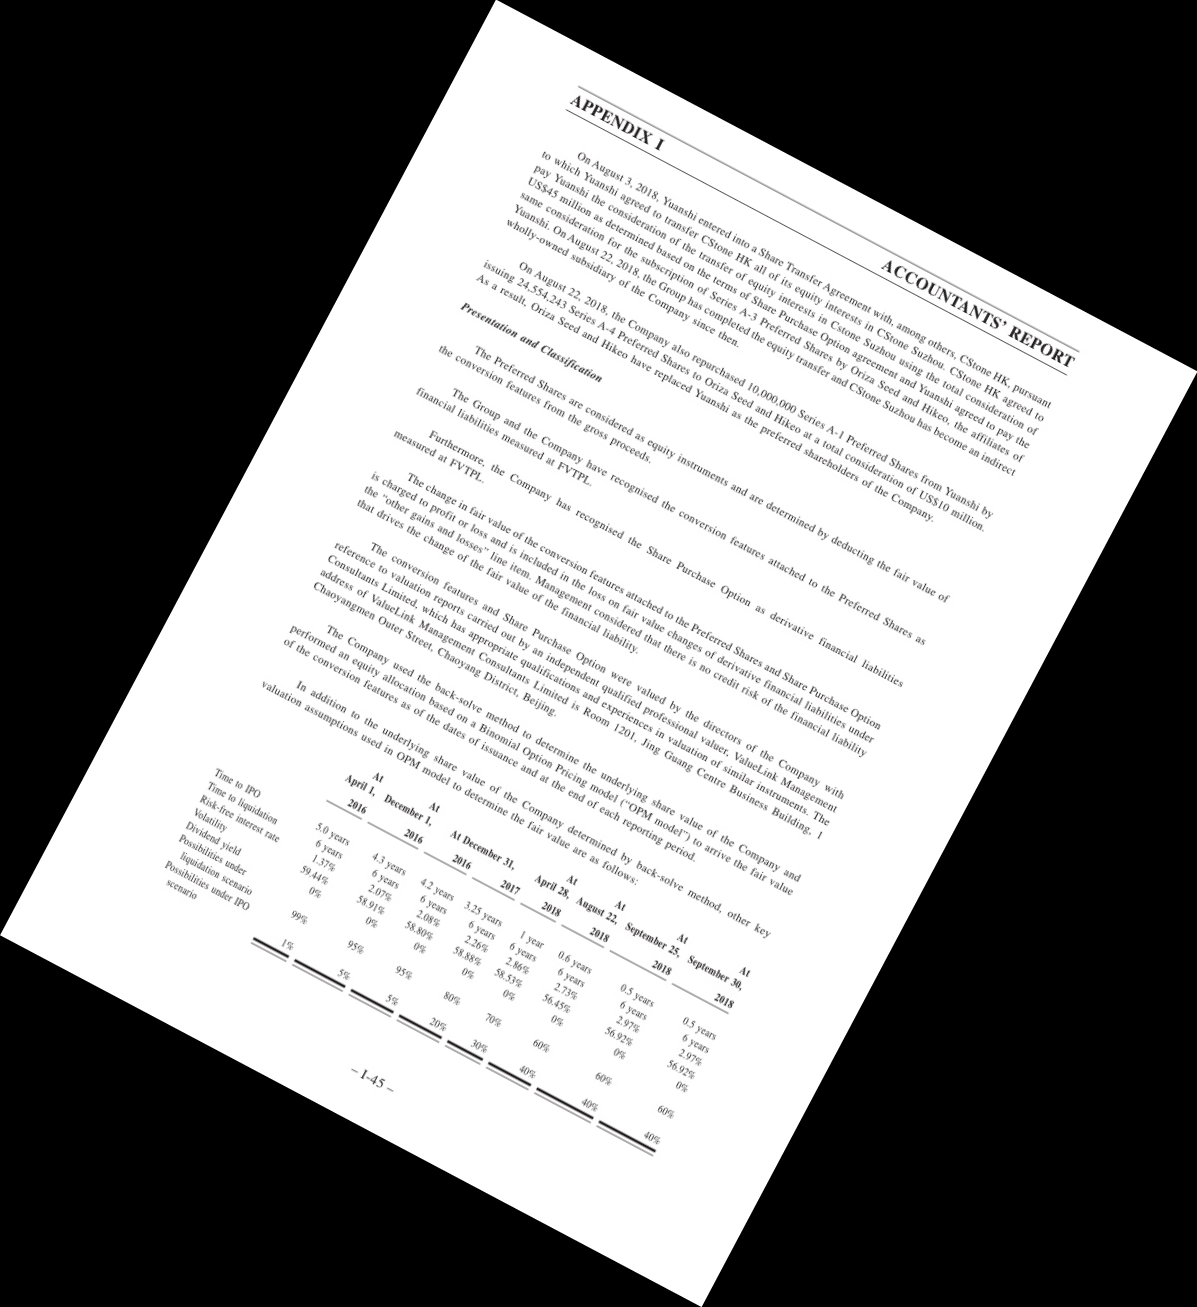 APPENDIX I ACCOUNTANTS’ REPORT
On August 3, 2018, Yuanshi entered into a Share Transfer Agreement with, among others, CStone HK, pursuant
to which Yuanshi agreed to transfer CStone HK all of its equity interests in CStone Suzhou. CStone HK agreed to
pay Yuanshi the consideration of the transfer of equity interests in Cstone Suzhou using the total consideration of
US$45 million as determined based on the terms of Share Purchase Option agreement and Yuanshi agreed to pay the
same consideration for the subscription of Series A-3 Preferred Shares by Oriza Seed and Hikeo, the affiliates of
Yuanshi. On August 22, 2018, the Group has completed the equity transfer and CStone Suzhou has become an indirect
wholly-owned subsidiary of the Company since then.
On August 22, 2018, the Company also repurchased 10,000,000 Series A-1 Preferred Shares from Yuanshi by
issuing 24,554,243 Series A-4 Preferred Shares to Oriza Seed and Hikeo at a total consideration of US$10 million.
As a result, Oriza Seed and Hikeo have replaced Yuanshi as the preferred shareholders of the Company.
Presentation and Classification
The Preferred Shares are considered as equity instruments and are determined by deducting the fair value of
the conversion features from the gross proceeds.
The Group and the Company have recognised the conversion features attached to the Preferred Shares as
financial liabilities measured at FVTPL.
Furthermore, the Company has recognised the Share Purchase Option as derivative financial liabilities
measured at FVTPL.
The change in fair value of the conversion features attached to the Preferred Shares and Share Purchase Option
is charged to profit or loss and is included in the loss on fair value changes of derivative financial liabilities under
the “other gains and losses” line item. Management considered that there is no credit risk of the financial liability
that drives the change of the fair value of the financial liability.
The conversion features and Share Purchase Option were valued by the directors of the Company with
reference to valuation reports carried out by an independent qualified professional valuer, ValueLink Management
Consultants Limited, which has appropriate qualifications and experiences in valuation of similar instruments. The
address of ValueLink Management Consultants Limited is Room 1201, Jing Guang Centre Business Building, 1
Chaoyangmen Outer Street, Chaoyang District, Beijing.
The Company used the back-solve method to determine the underlying share value of the Company and
performed an equity allocation based on a Binomial Option Pricing model (“OPM model”) to arrive the fair value
of the conversion features as of the dates of issuance and at the end of each reporting period.
In addition to the underlying share value of the Company determined by back-solve method, other key
valuation assumptions used in OPM model to determine the fair value are as follows:
At At At At At At
April 1, December 1, At December 31, April 28, August 22, September 25, September 30,
2016 2016 2016 2017 2018 2018 2018 2018
Time to IPO 5.0 years 4.3 years 4.2 years 3.25 years 1 year 0.6 years 0.5 years 0.5 years
Time to liquidation 6 years 6 years 6 years 6 years 6 years 6 years 6 years 6 years
Risk-free interest rate 1.37% 2.07% 2.08% 2.26% 2.86% 2.73% 2.97% 2.97%
Volatility 59.44% 58.91% 58.80% 58.88% 58.53% 56.45% 56.92% 56.92%
Dividend yield 0% 0% 0% 0% 0% 0% 0% 0%
Possibilities under
liquidation scenario 99% 95% 95% 80% 70% 60% 60% 60%
Possibilities under IPO
scenario 1% 5% 5% 20% 30% 40% 40% 40%
– I-45 –